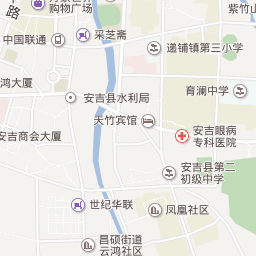 购物广场
路
紫竹山
中国联通
采芝斋
递铺镇第三小学
鸿大厦
育澜中学
安吉县水利局
天竹宾馆
安吉商会大厦
安吉眼病
专科医院
安吉县第二
初级中学
世纪华联
凤凰社区
昌硕街道
云鸿社区